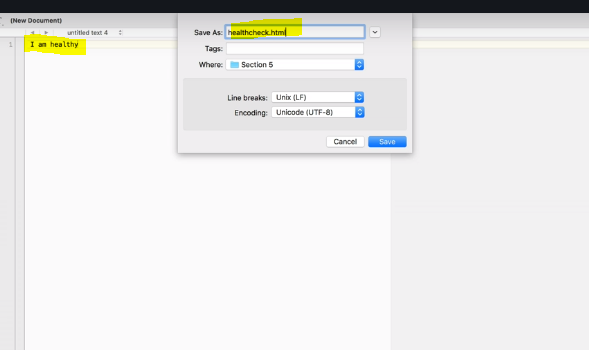 (New Document)
untitled text 4
1
I am healthy
Save As: healthcheck.html
Tags:
Where: Section 5
Line breaks: Unix (LF)
Encoding: Unicode (UTF-8)
Cancel Save